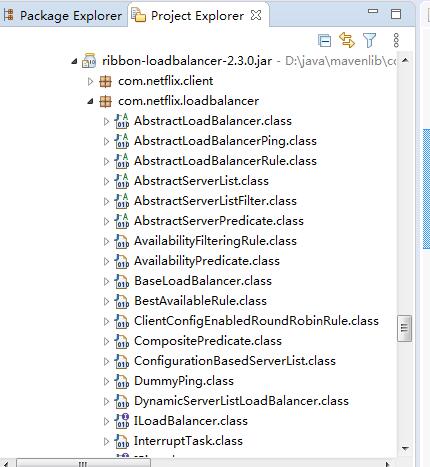 Package Explorer Project Explorer
ribbon-loadbalancer-2.3.0.jar - D:\java\mavenlib\cc
com.netflix.client
com.netflix.loadbalancer
AbstractLoadBalancer.class
AbstractLoadBalancerPing.class
AbstractLoadBalancerRule.class
AbstractServerList.class
AbstractServerListFilter.class
AbstractServerPredicate.class
AvailabilityFilteringRule.class
AvailabilityPredicate.class
BaseLoadBalancer.class
BestAvailableRule.class
ClientConfigEnabledRoundRobinRule.class
CompositePredicate.class
ConfigurationBasedServerList.class
DummyPing.class
DynamicServerListLoadBalancer.class
ILoadBalancer.class
InterruptTask.class